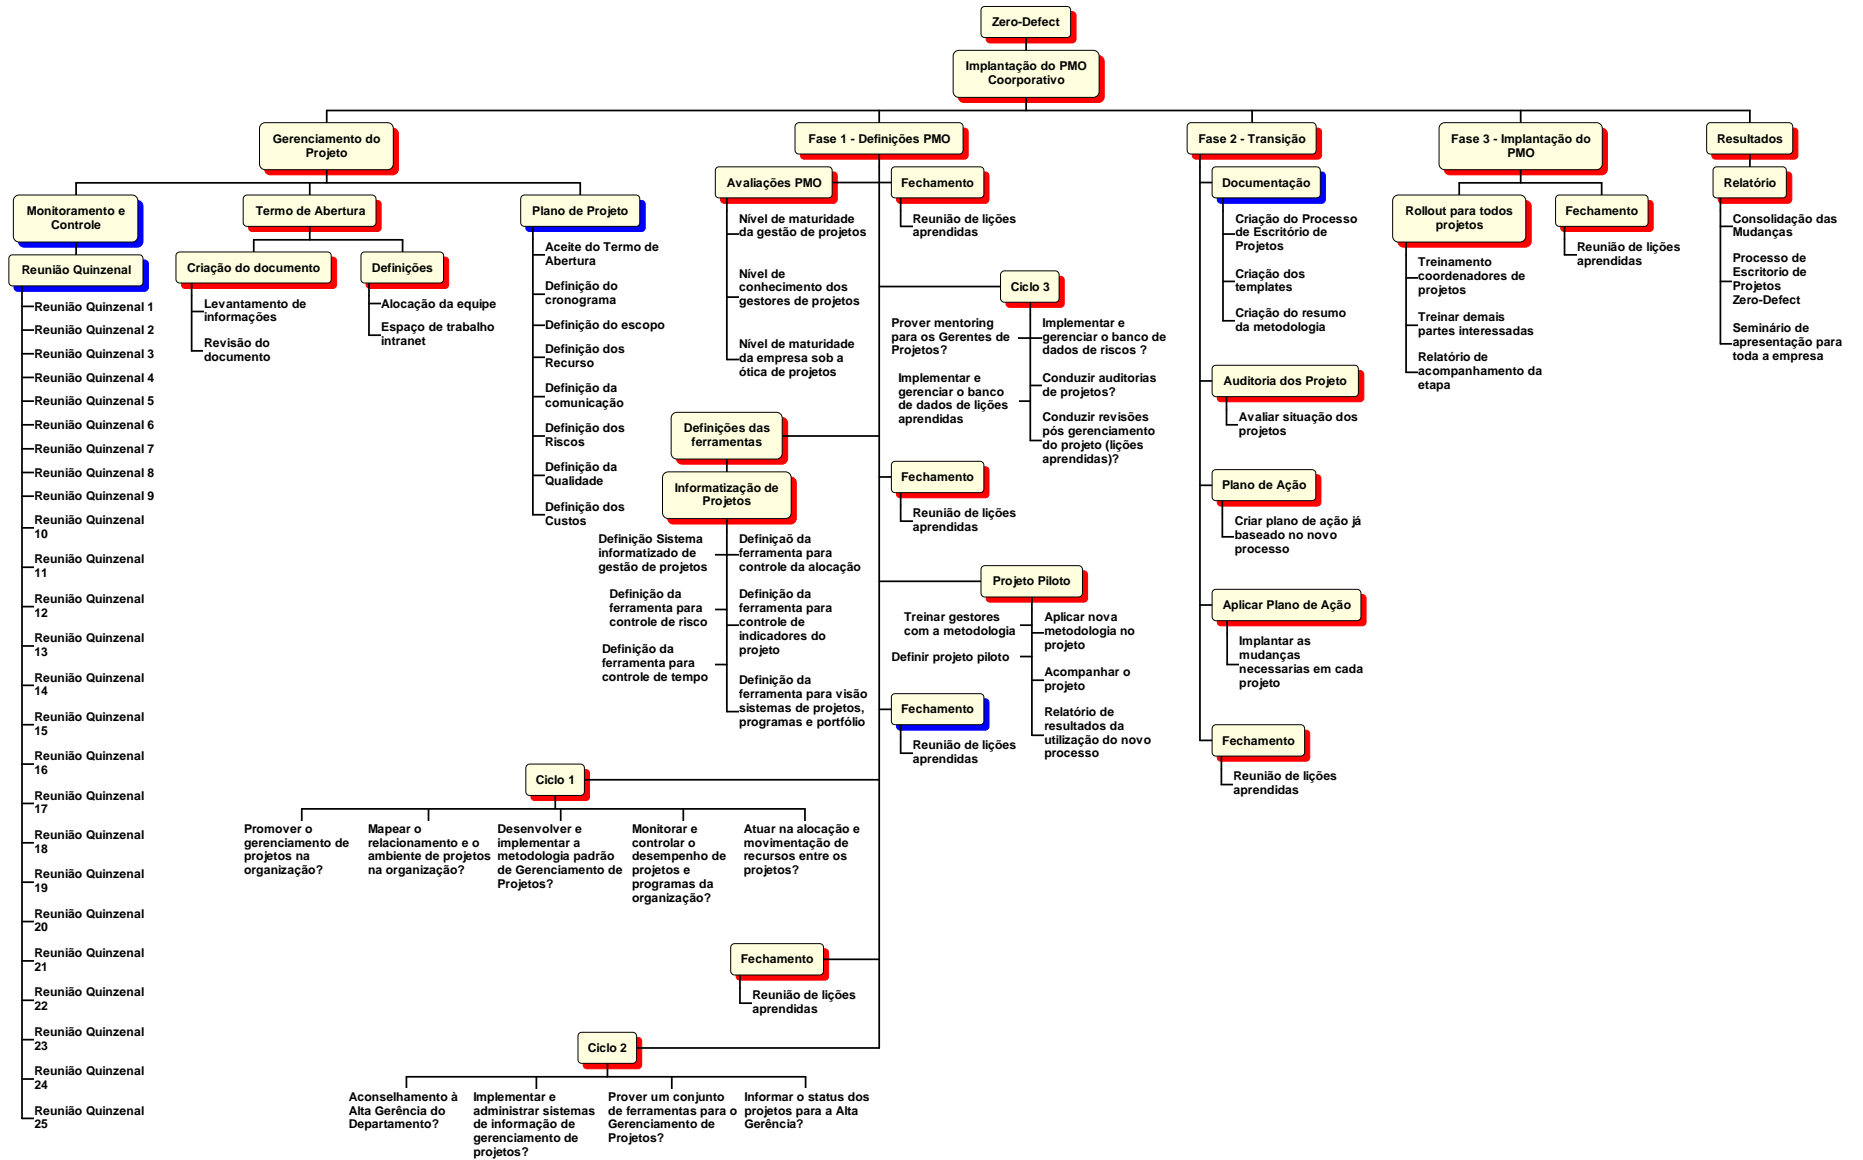 Zero-Defect
Implantação do PMO
Coorporativo
Gerenciamento do
Projeto
Monitoramento e
Controle
Reunião Quinzenal
Reunião Quinzenal 1
Reunião Quinzenal 2
Reunião Quinzenal 3
Reunião Quinzenal 4
Reunião Quinzenal 5
Reunião Quinzenal 6
Reunião Quinzenal 7
Reunião Quinzenal 8
Reunião Quinzenal 9
Reunião Quinzenal
10
Reunião Quinzenal
11
Reunião Quinzenal
12
Reunião Quinzenal
13
Reunião Quinzenal
14
Reunião Quinzenal
15
Reunião Quinzenal
16
Reunião Quinzenal
17
Reunião Quinzenal
18
Reunião Quinzenal
19
Reunião Quinzenal
20
Reunião Quinzenal
21
Reunião Quinzenal
22
Reunião Quinzenal
23
Reunião Quinzenal
24
Reunião Quinzenal
25
Termo de Abertura
Criação do documento
Levantamento de
informações
Revisão do
documento
Definições
Alocação da equipe
Espaço de trabalho
intranet
Plano de Projeto
Aceite do Termo de
Abertura
Definição do
cronograma
Definição do escopo
Definição dos
Recurso
Definição da
comunicação
Definição dos
Riscos
Definição da
Qualidade
Definição dos
Custos
Fase 1 - Definições PMO
Avaliações PMO
Nível de maturidade
da gestão de projetos
Nível de
conhecimento dos
gestores de projetos
Nível de maturidade
da empresa sob a
ótica de projetos
Fechamento
Reunião de lições
aprendidas
Ciclo 3
Prover mentoring
para os Gerentes de
Projetos?
Implementar e
gerenciar o banco de
dados de riscos ?
Implementar e
gerenciar o banco
de dados de lições
aprendidas
Conduzir auditorias
de projetos?
Conduzir revisões
pós gerenciamento
do projeto (lições
aprendidas)?
Definições das
ferramentas
Informatização de
Projetos
Definição Sistema
informatizado de
gestão de projetos
Definiçaõ da
ferramenta para
controle da alocação
Definição da
ferramenta para
controle de risco
Definição da
ferramenta para
controle de
indicadores do
projeto
Definição da
ferramenta para
controle de tempo
Definição da
ferramenta para visão
sistemas de projetos,
programas e portfólio
Fechamento
Reunião de lições
aprendidas
Projeto Piloto
Treinar gestores
com a metodologia
Aplicar nova
metodologia no
projeto
Definir projeto piloto
Acompanhar o
projeto
Relatório de
resultados da
utilização do novo
processo
Fechamento
Reunião de lições
aprendidas
Ciclo 1
Promover o
gerenciamento de
projetos na
organização?
Mapear o
relacionamento e o
ambiente de projetos
na organização?
Desenvolver e
implementar a
metodologia padrão
de Gerenciamento de
Projetos?
Monitorar e
controlar o
desempenho de
projetos e
programas da
organização?
Atuar na alocação e
movimentação de
recursos entre os
projetos?
Fechamento
Reunião de lições
aprendidas
Ciclo 2
Aconselhamento à
Alta Gerência do
Departamento?
Implementar e
administrar sistemas
de informação de
gerenciamento de
projetos?
Prover um conjunto
de ferramentas para o
Gerenciamento de
Projetos?
Informar o status dos
projetos para a Alta
Gerência?
Fase 2 - Transição
Documentação
Criação do Processo
de Escritório de
Projetos
Criação dos
templates
Criação do resumo
da metodologia
Auditoria dos Projeto
Avaliar situação dos
projetos
Plano de Ação
Criar plano de ação já
baseado no novo
processo
Aplicar Plano de Ação
Implantar as
mudanças
necessarias em cada
projeto
Fechamento
Reunião de lições
aprendidas
Fase 3 - Implantação do
PMO
Rollout para todos
projetos
Treinamento
coordenadores de
projetos
Treinar demais
partes interessadas
Relatório de
acompanhamento da
etapa
Fechamento
Reunião de lições
aprendidas
Resultados
Relatório
Consolidação das
Mudanças
Processo de
Escritorio de
Projetos
Zero-Defect
Seminário de
apresentação para
toda a empresa